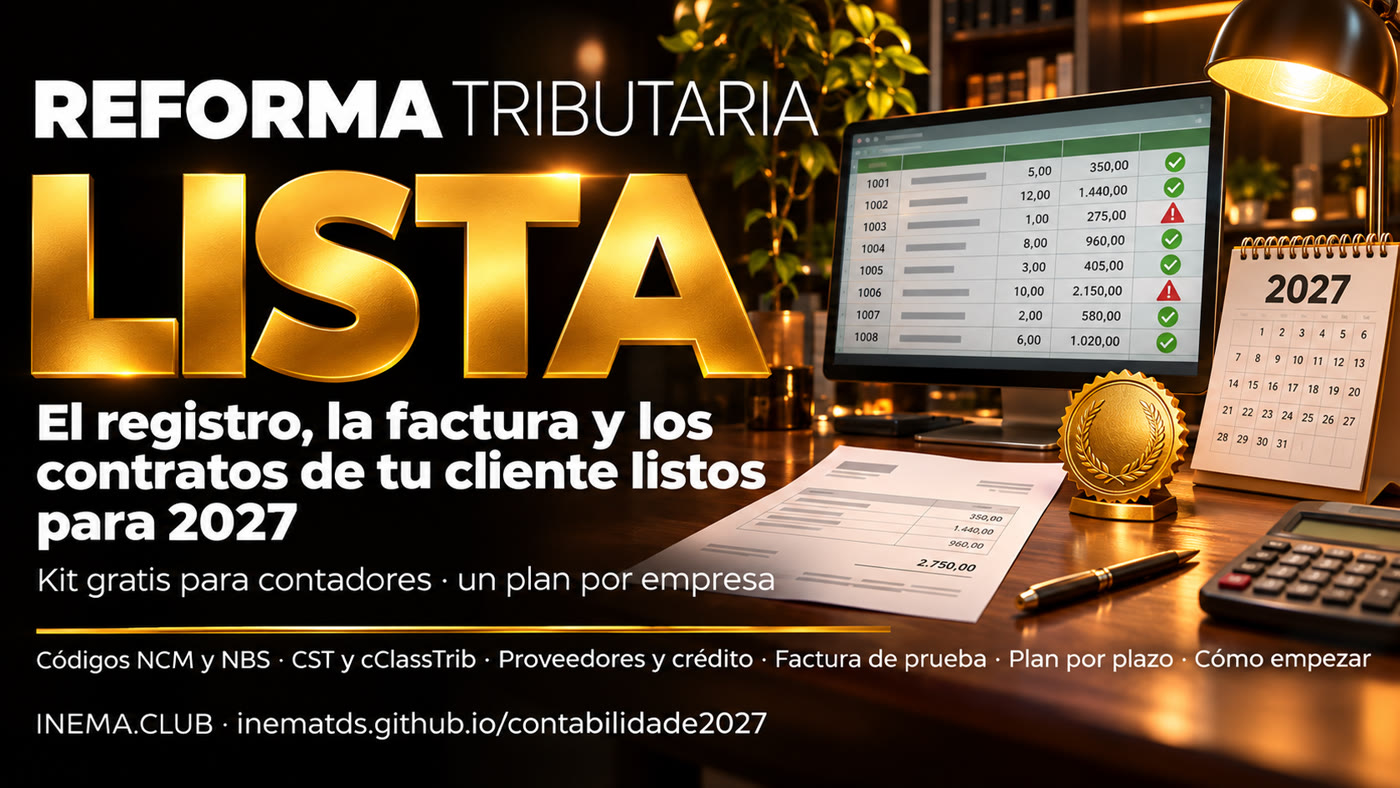 REFORMA TRIBUTARIA
LISTA
El registro, la factura y los
contratos de tu cliente listos
para 2027
Kit gratis para contadores · un plan por empresa
Códigos NCM y NBS · CST y cClassTrib · Proveedores y crédito · Factura de prueba · Plan por plazo · Cómo empezar
INEMA.CLUB · inematds.github.io/contabilidade2027
1001 5,00 350,00
1002 12,00 1.440,00
1003 1,00 275,00
1004 8,00 960,00
1005 3,00 405,00
1006 10,00 2.150,00
1007 2,00 580,00
1008 6,00 1.020,00
2027
1 2 3 4 5 6
7 8 9 10 11 12 13
14 15 16 17 18 19 20
21 22 23 24 25 26 27
28 29 30 31
350,00
1.440,00
960,00
2.750,00